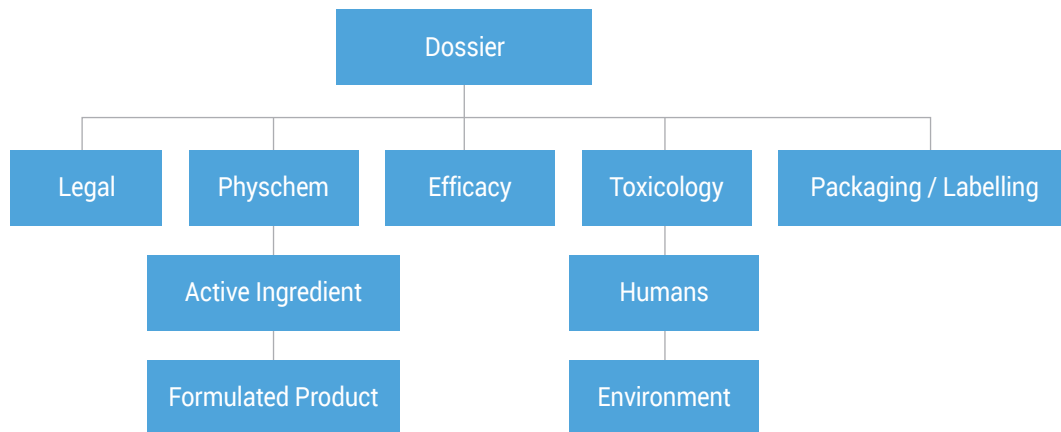 Dossier
Legal
Physchem
Efficacy
Toxicology
Packaging / Labelling
Active Ingredient
Humans
Formulated Product
Environment